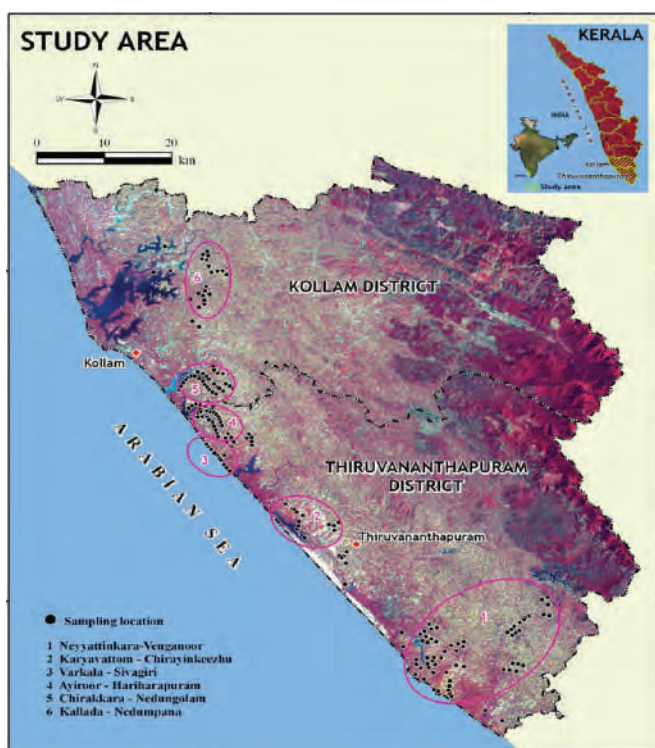 STUDY AREA
N
W
E
S
0 10 20
km
KERALA
INDIA
ARABIAN SEA
Kollam
Thiruvananthapuram
Study area
6
KOLLAM DISTRICT
Kollam
5
4
3
ARABIAN SEA
THIRUVANANTHAPURAM
DISTRICT
2
Thiruvananthapuram
1
Sampling location
1 Neyyattinkara-Venganoor
2 Karyavattom - Chirayinkeezhu
3 Varkala - Sivagiri
4 Ayiroor - Hariharapuram
5 Chirakkara - Nedungolam
6 Kallada - Nedumpana